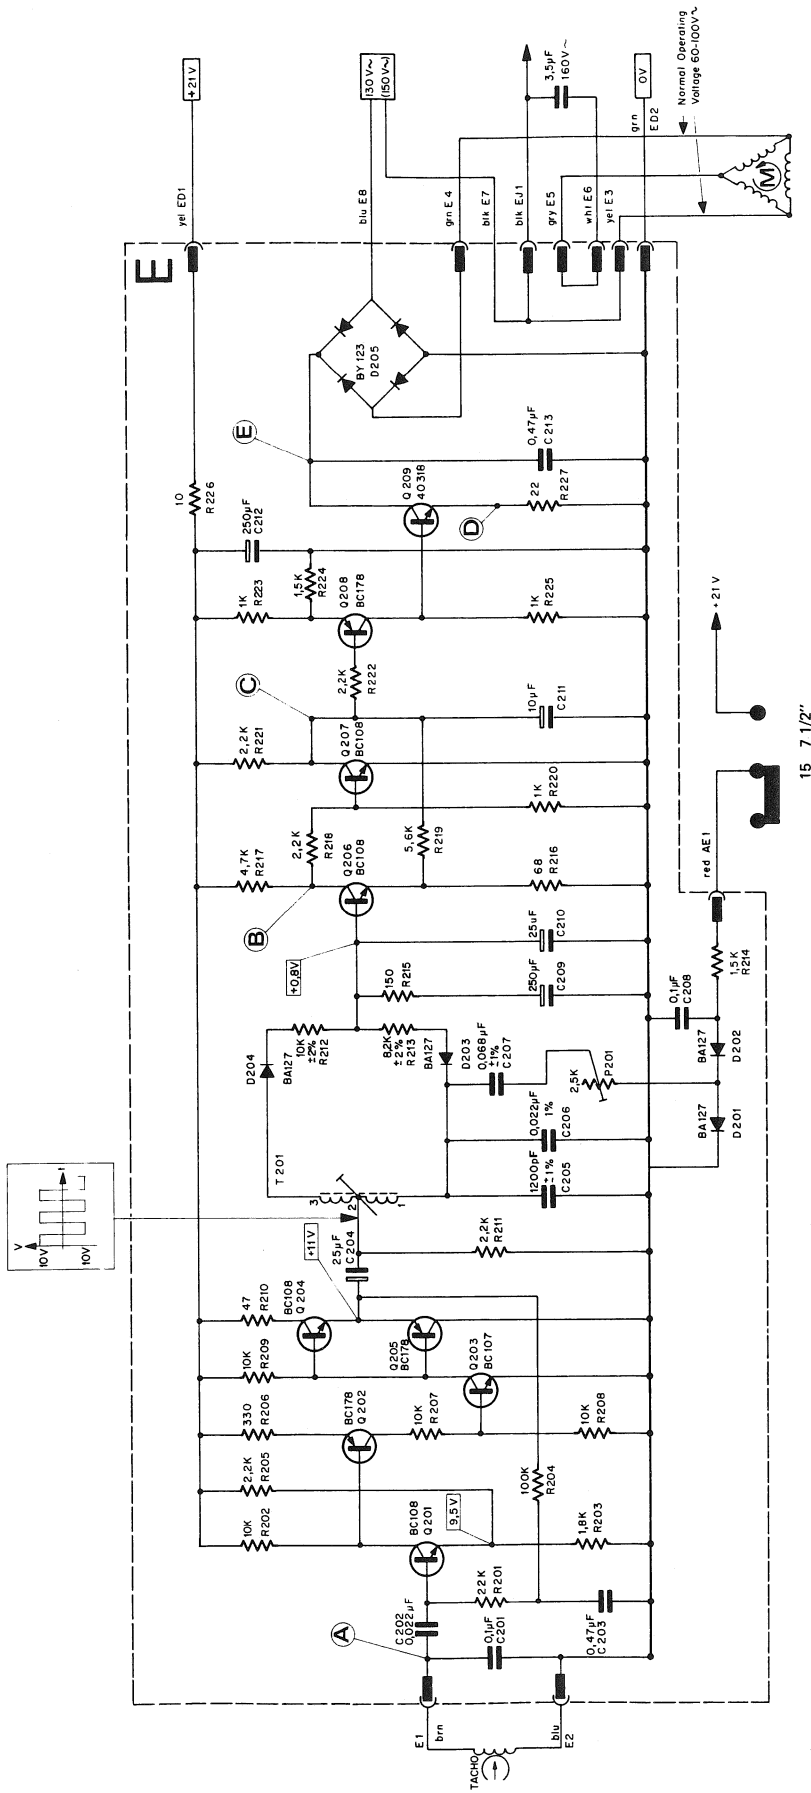 E
+21V
yel ED1
130V~
(150V~)
blu E8
grn E4
blk E7
blk EJ1
gry E5
whl E6
yel E3
3,5µF
160V~
0V
grn
ED2
Normal Operating
Voltage 60-100V~
M
BY 123
D205
E
10
R226
250µF
C212
0,47µF
C213
Q209
40318
D
22
R227
1K
R223
1,5K
R224
Q208
BC178
1K
R225
2,2K
R222
C
10µF
C211
2,2K
R221
Q207
BC108
1K
R220
2,2K
R218
5,6K
R219
4,7K
R217
Q206
BC108
68
R216
B
+0,8V
25uF
C210
150
R215
250µF
C209
+21V
15 7 1/2"
red AE1
1,5K
R214
0,1µF
C208
BA127
D202
BA127
D201
2,5K
P201
D204
BA127
10K
±2%
R212
8,2K
±2%
R213
BA127
D203
0,068µF
±1%
C207
0,022µF
1%
C206
1200pF
±1%
C205
T201
3
2
1
V
10V
10V
t
+11V
25µF
C204
2,2K
R211
47
R210
BC108
Q204
Q205
BC178
10K
R209
Q203
BC107
330
R206
BC178
Q202
10K
R207
10K
R208
2,2K
R205
100K
R204
10K
R202
BC108
Q201
9,5V
1,8K
R203
22K
R201
C202
0,022µF
0,1µF
C201
0,47µF
C203
A
E1
brn
blu
E2
TACHO